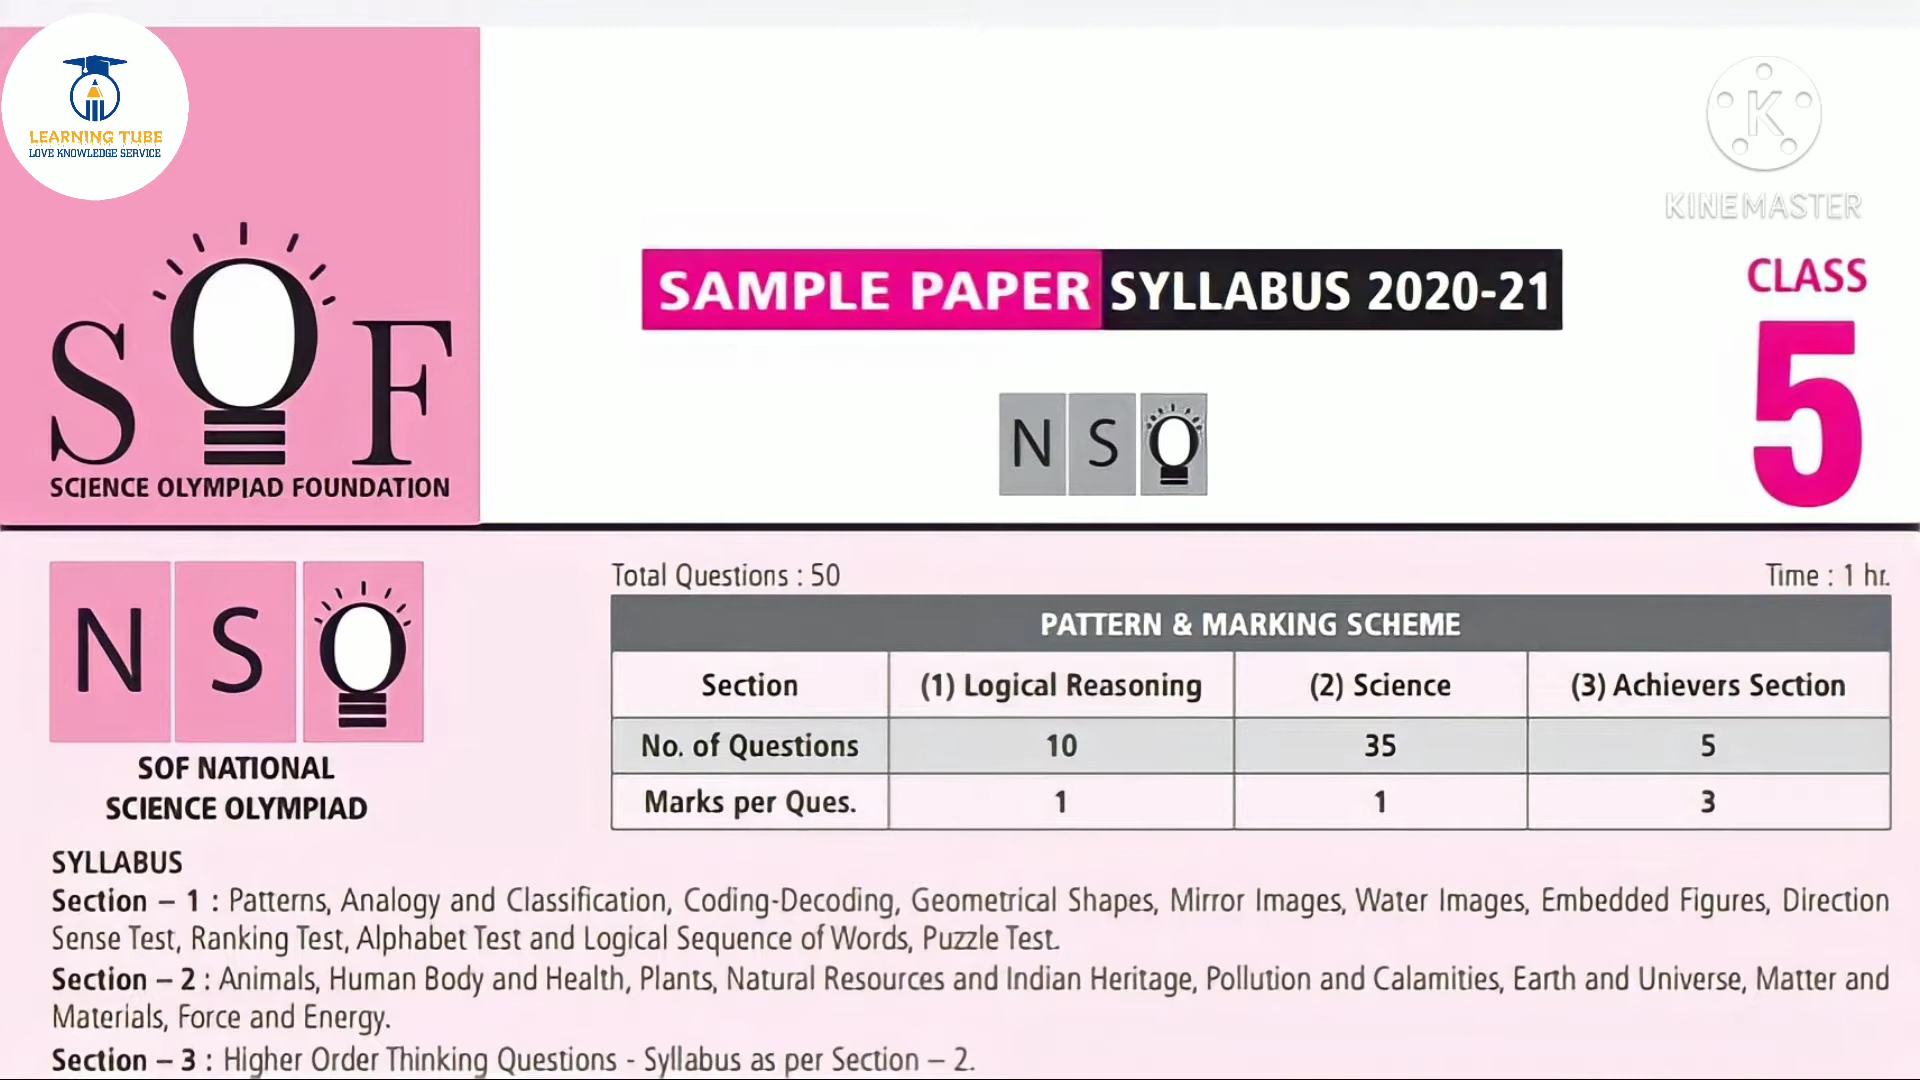 LEARNING TUBE
LOVE KNOWLEDGE SERVICE
K
KINEMASTER
SAMPLE PAPER SYLLABUS 2020-21
CLASS
5
SOF
SCIENCE OLYMPIAD FOUNDATION
NSO
NSO
SOF NATIONAL
SCIENCE OLYMPIAD
Total Questions : 50 Time : 1 hr.
PATTERN & MARKING SCHEME
Section (1) Logical Reasoning (2) Science (3) Achievers Section
No. of Questions 10 35 5
Marks per Ques. 1 1 3
SYLLABUS
Section – 1 : Patterns, Analogy and Classification, Coding-Decoding, Geometrical Shapes, Mirror Images, Water Images, Embedded Figures, Direction
Sense Test, Ranking Test, Alphabet Test and Logical Sequence of Words, Puzzle Test.
Section – 2 : Animals, Human Body and Health, Plants, Natural Resources and Indian Heritage, Pollution and Calamities, Earth and Universe, Matter and
Materials, Force and Energy.
Section – 3 : Higher Order Thinking Questions - Syllabus as per Section – 2.